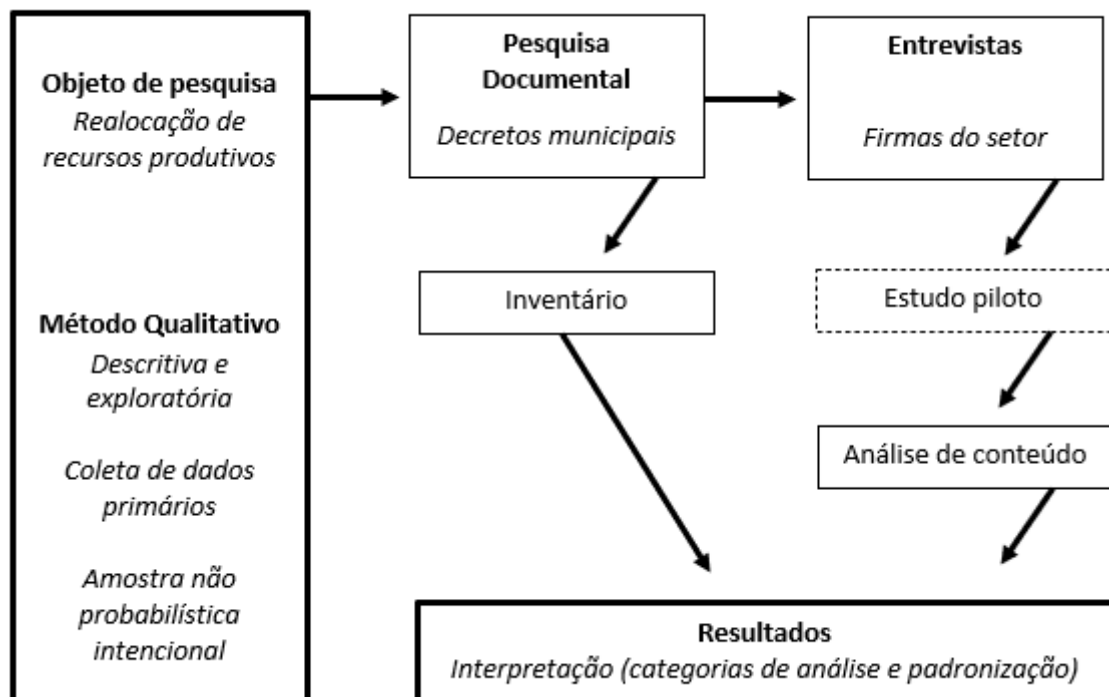 Objeto de pesquisa
Realocação de
recursos produtivos
Método Qualitativo
Descritiva e
exploratória
Coleta de dados
primários
Amostra não
probabilística
intencional
Pesquisa
Documental
Decretos municipais
Entrevistas
Firmas do setor
Inventário
Estudo piloto
Análise de conteúdo
Resultados
Interpretação (categorias de análise e padronização)